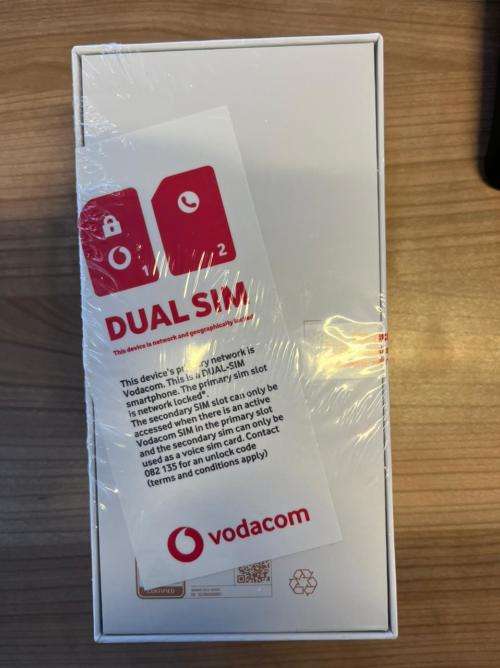 1
2
DUAL SIM
This device is network and geographically locked
This device's primary network is
Vodacom. This is a DUAL-SIM
smartphone. The primary sim slot
is network locked*.
The secondary SIM slot can only be
accessed when there is an active
Vodacom SIM in the primary slot
and the secondary sim can only be
used as a voice sim card. Contact
082 135 for an unlock code
(terms and conditions apply)
vodacom
CERTIFIED